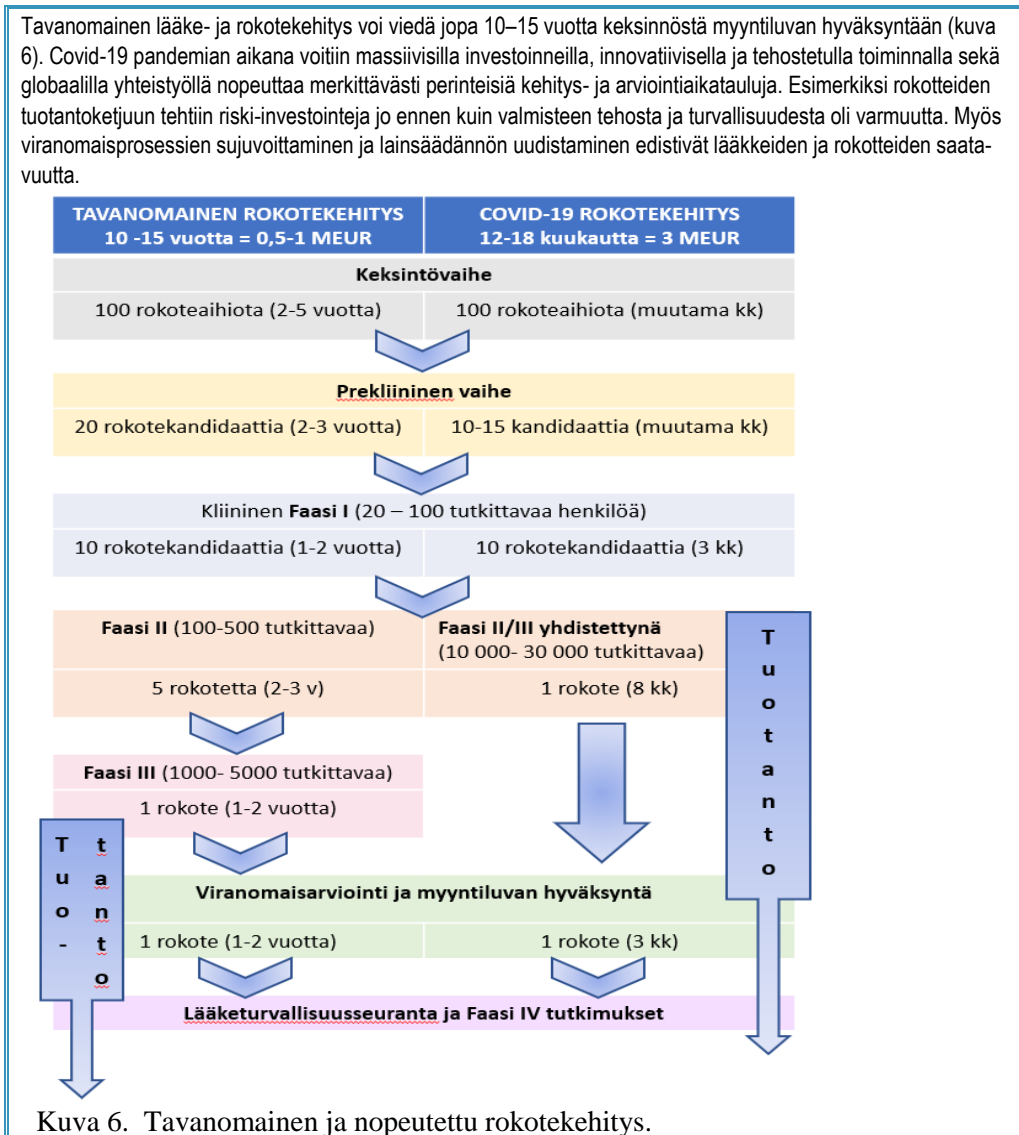 Tavanomainen lääke- ja rokotekehitys voi viedä jopa 10–15 vuotta keksinnöstä myyntiluvan hyväksyntään (kuva
6). Covid-19 pandemian aikana voitiin massiivisilla investoinneilla, innovatiivisella ja tehostetulla toiminnalla sekä
globaalilla yhteistyöllä nopeuttaa merkittävästi perinteisiä kehitys- ja arviointiaikatauluja. Esimerkiksi rokotteiden
tuotantoketjuun tehtiin riski-investointeja jo ennen kuin valmisteen tehosta ja turvallisuudesta oli varmuutta. Myös
viranomaisprosessien sujuvoittaminen ja lainsäädännön uudistaminen edistivät lääkkeiden ja rokotteiden saata-
vuutta.
TAVANOMAINEN ROKOTEKEHITYS
10 -15 vuotta = 0,5-1 MEUR
COVID-19 ROKOTEKEHITYS
12-18 kuukautta = 3 MEUR
Keksintövaihe
100 rokoteaihiota (2-5 vuotta)
100 rokoteaihiota (muutama kk)
Prekliininen vaihe
20 rokotekandidaattia (2-3 vuotta)
10-15 kandidaattia (muutama kk)
Kliininen Faasi I (20 – 100 tutkittavaa henkilöä)
10 rokotekandidaattia (1-2 vuotta)
10 rokotekandidaattia (3 kk)
Faasi II (100-500 tutkittavaa)
Faasi II/III yhdistettynä
(10 000- 30 000 tutkittavaa)
5 rokotetta (2-3 v)
1 rokote (8 kk)
Faasi III (1000- 5000 tutkittavaa)
1 rokote (1-2 vuotta)
Tuo-
tanto
Tuotanto
Viranomaisarviointi ja myyntiluvan hyväksyntä
1 rokote (1-2 vuotta)
1 rokote (3 kk)
Lääketurvallisuusseuranta ja Faasi IV tutkimukset
Kuva 6. Tavanomainen ja nopeutettu rokotekehitys.